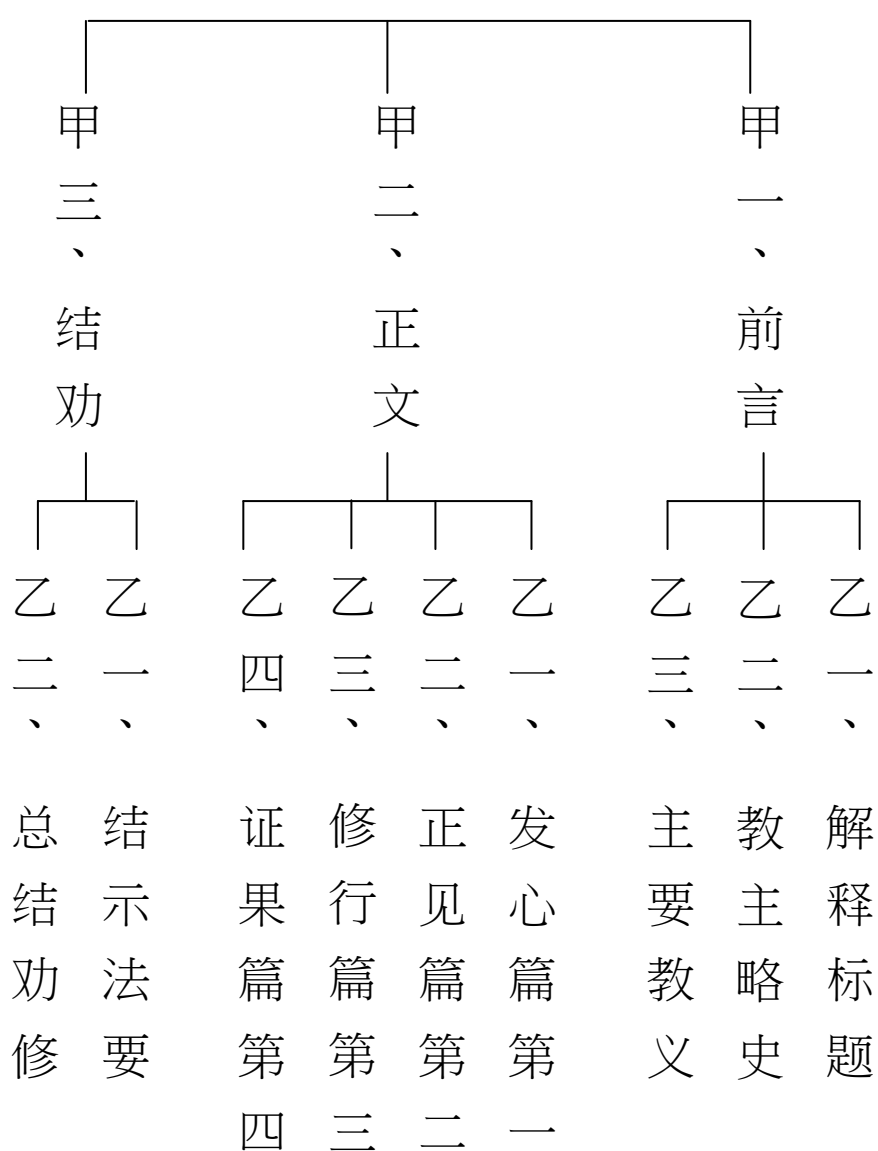 甲一、前言
甲二、正文
甲三、结劝
乙一、解释标题
乙二、教主略史
乙三、主要教义
乙一、发心篇第一
乙二、正见篇第二
乙三、修行篇第三
乙四、证果篇第四
乙一、结示法要
乙二、总结劝修